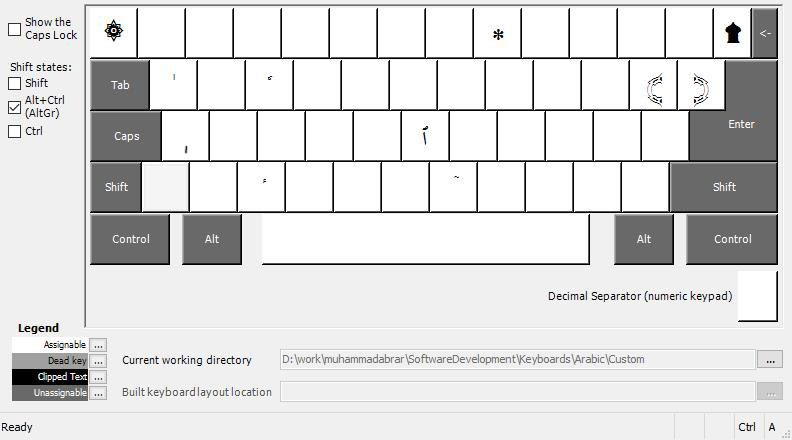 Show the
Caps Lock
* <-
Shift states:
Shift
Alt+Ctrl
(AltGr)
Ctrl
Tab
Caps
Enter
Shift
Shift
Control
Alt
Alt
Control
Decimal Separator (numeric keypad)
Legend
Assignable ...
Dead key ...
Clipped Text ...
Unassignable ...
Current working directory D:\work\muhammadabrar\SoftwareDevelopment\Keyboards\Arabic\Custom ...
Built keyboard layout location ...
Ready Ctrl A